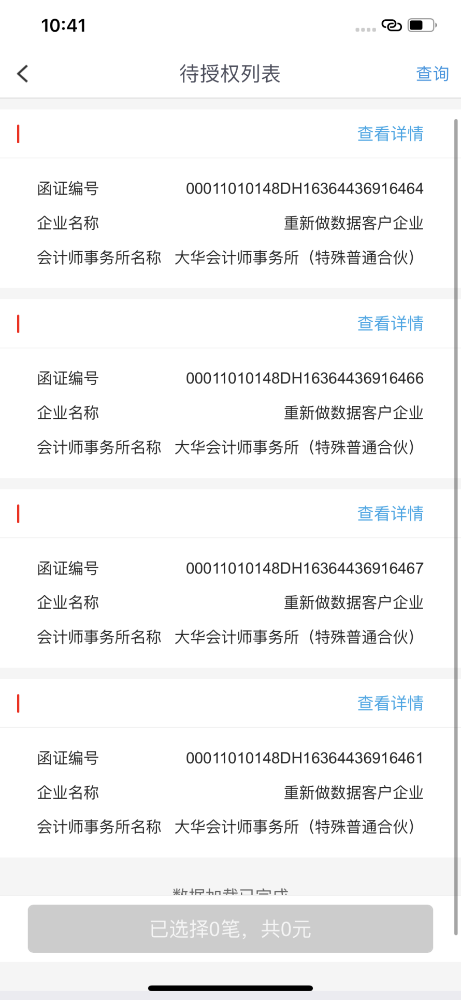 10:41
待授权列表
查询
查看详情
函证编号 00011010148DH16364436916464
企业名称 重新做数据客户企业
会计师事务所名称 大华会计师事务所（特殊普通合伙）
查看详情
函证编号 00011010148DH16364436916466
企业名称 重新做数据客户企业
会计师事务所名称 大华会计师事务所（特殊普通合伙）
查看详情
函证编号 00011010148DH16364436916467
企业名称 重新做数据客户企业
会计师事务所名称 大华会计师事务所（特殊普通合伙）
查看详情
函证编号 00011010148DH16364436916461
企业名称 重新做数据客户企业
会计师事务所名称 大华会计师事务所（特殊普通合伙）
数据加载已完成
已选择0笔，共0元